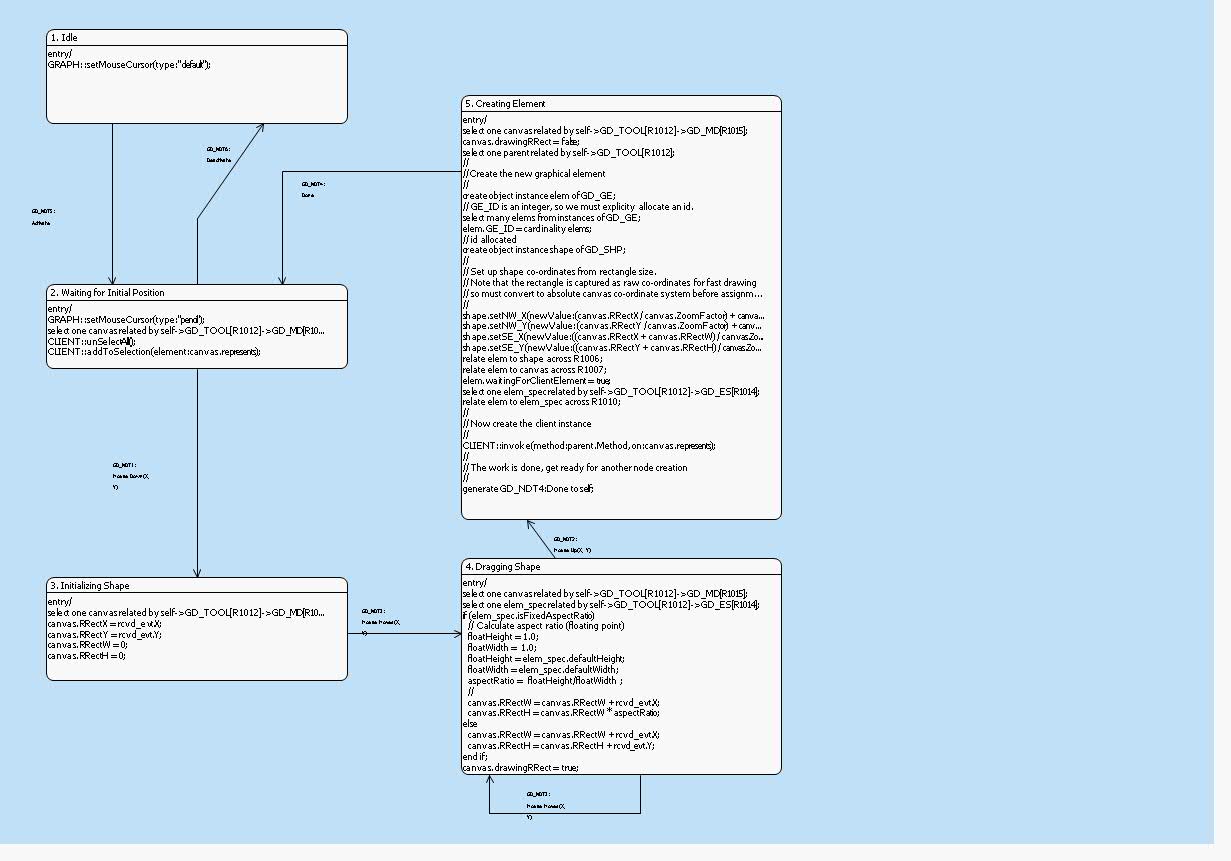 1. Idle
entry/
GRAPH::setMouseCursor(type:"default");
GD_NDT5:
Activate
GD_NDT6:
Deactivate
GD_NDT4:
Done
2. Waiting for Initial Position
entry/
GRAPH::setMouseCursor(type:"pencil");
select one canvas related by self->GD_TOOL[R1012]->GD_MD[R10...
CLIENT::unSelectAll();
CLIENT::addToSelection(element:canvas.represents);
GD_NDT1:
Mouse Down(X,
Y)
3. Initializing Shape
entry/
select one canvas related by self->GD_TOOL[R1012]->GD_MD[R10...
canvas.RRectX = rcvd_evt.X;
canvas.RRectY = rcvd_evt.Y;
canvas.RRectW = 0;
canvas.RRectH = 0;
Mouse Moved(X,
Y)
5. Creating Element
entry/
select one canvas related by self->GD_TOOL[R1012]->GD_MD[R1015];
canvas.drawingRRect = false;
select one parent related by self->GD_TOOL[R1012];
//
// Create the new graphical element
//
create object instance elem of GD_GE;
// GE_ID is an integer, so we must explicity allocate an id.
select many elems from instances of GD_GE;
elem.GE_ID = cardinality elems;
// id allocated
create object instance shape of GD_SHP;
//
// Set up shape co-ordinates from rectangle size.
// Note that the rectangle is captured as raw co-ordinates for fast drawing
// so must convert to absolute canvas co-ordinate system before assignm...
//
shape.setNW_X(newValue:(canvas.RRectX / canvas.ZoomFactor) + canva...
shape.setNW_Y(newValue:(canvas.RRectY / canvas.ZoomFactor) + canv...
shape.setSE_X(newValue:((canvas.RRectX + canvas.RRectW) / canvas.Zo...
shape.setSE_Y(newValue:((canvas.RRectY + canvas.RRectH) / canvas.Zo...
relate elem to shape across R1006;
relate elem to canvas across R1007;
elem.waitingForClientElement = true;
select one elem_spec related by self->GD_TOOL[R1012]->GD_ES[R1014];
relate elem to elem_spec across R1010;
//
// Now create the client instance
//
CLIENT::invoke(method:parent.Method, on:canvas.represents);
//
// The work is done, get ready for another node creation
//
generate GD_NDT4:Done to self;
Mouse Up(X, Y)
4. Dragging Shape
entry/
select one canvas related by self->GD_TOOL[R1012]->GD_MD[R1015];
select one elem_spec related by self->GD_TOOL[R1012]->GD_ES[R1014];
if (elem_spec.isFixedAspectRatio)
// Calculate aspect ratio (floating point)
floatHeight = 1.0;
floatWidth = 1.0;
floatHeight = elem_spec.defaultHeight;
floatWidth = elem_spec.defaultWidth;
aspectRatio = floatHeight/floatWidth ;
//
canvas.RRectW = canvas.RRectW + rcvd_evt.X;
canvas.RRectH = canvas.RRectW * aspectRatio;
else
canvas.RRectW = canvas.RRectW + rcvd_evt.X;
canvas.RRectH = canvas.RRectH + rcvd_evt.Y;
end if;
canvas.drawingRRect = true;
Mouse Moved(X,
Y)